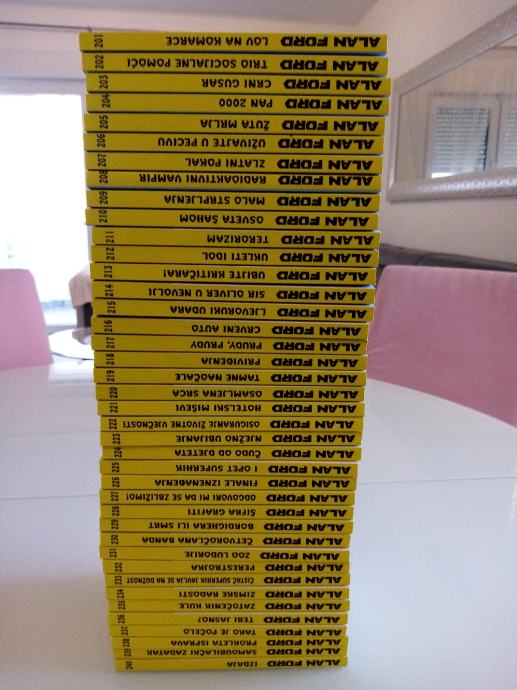 201 LOV NA KOMARCE ALAN FORD
202 TRIO SOCIJALNE POMOĆI ALAN FORD
203 CRNI GUSAR ALAN FORD
204 PAN 2000 ALAN FORD
205 ŽUTA MRLJA ALAN FORD
206 UŽIVAJTE U PECIVU ALAN FORD
207 ZLATNI POKAL ALAN FORD
208 RADIOAKTIVNI VAMPIR ALAN FORD
209 MALO STRPLJENJA ALAN FORD
210 OSVETA ŠAHOM ALAN FORD
211 TERORIZAM ALAN FORD
212 UKLETI IDOL ALAN FORD
213 UBIJTE KRITIČARA! ALAN FORD
214 SIR OLIVER U NEVOLJI ALAN FORD
215 LJEVORUKI UDARA ALAN FORD
216 CRVENI AUTO ALAN FORD
217 PRUDY, PRUDY ALAN FORD
218 PRIVIĐENJA ALAN FORD
219 TAMNE NAOČALE ALAN FORD
220 OSAMLJENA SRCA ALAN FORD
221 HOTELSKI MIŠEVI ALAN FORD
222 OSIGURANJE ŽIVOTNE VJEČNOSTI ALAN FORD
223 NJEŽNO UBIJANJE ALAN FORD
224 ČUDO OD DJETETA ALAN FORD
225 I OPET SUPERHIK ALAN FORD
226 FINALE IZNENAĐENJA ALAN FORD
227 ODGOVORI MI DA SE ZBLIŽIMO! ALAN FORD
228 ŠIFRA GRAFITI ALAN FORD
229 BORDIGHERA ILI SMRT ALAN FORD
230 ČETVOROČLANA BANDA ALAN FORD
231 ZOO LUDORIJE ALAN FORD
232 PERESTROJKA ALAN FORD
233 ČISTAČ SUPERHIK JAVLJA SE NA DUŽNOST ALAN FORD
234 ZIMSKE RADOSTI ALAN FORD
235 ZATOČENIK KULE ALAN FORD
236 TEBI JASNO? ALAN FORD
237 TAKO JE POČELO ALAN FORD
238 PROKLETA ISPRAVA ALAN FORD
239 SAMOUBILAČKI ZADATAK ALAN FORD
240 IZDAJA ALAN FORD